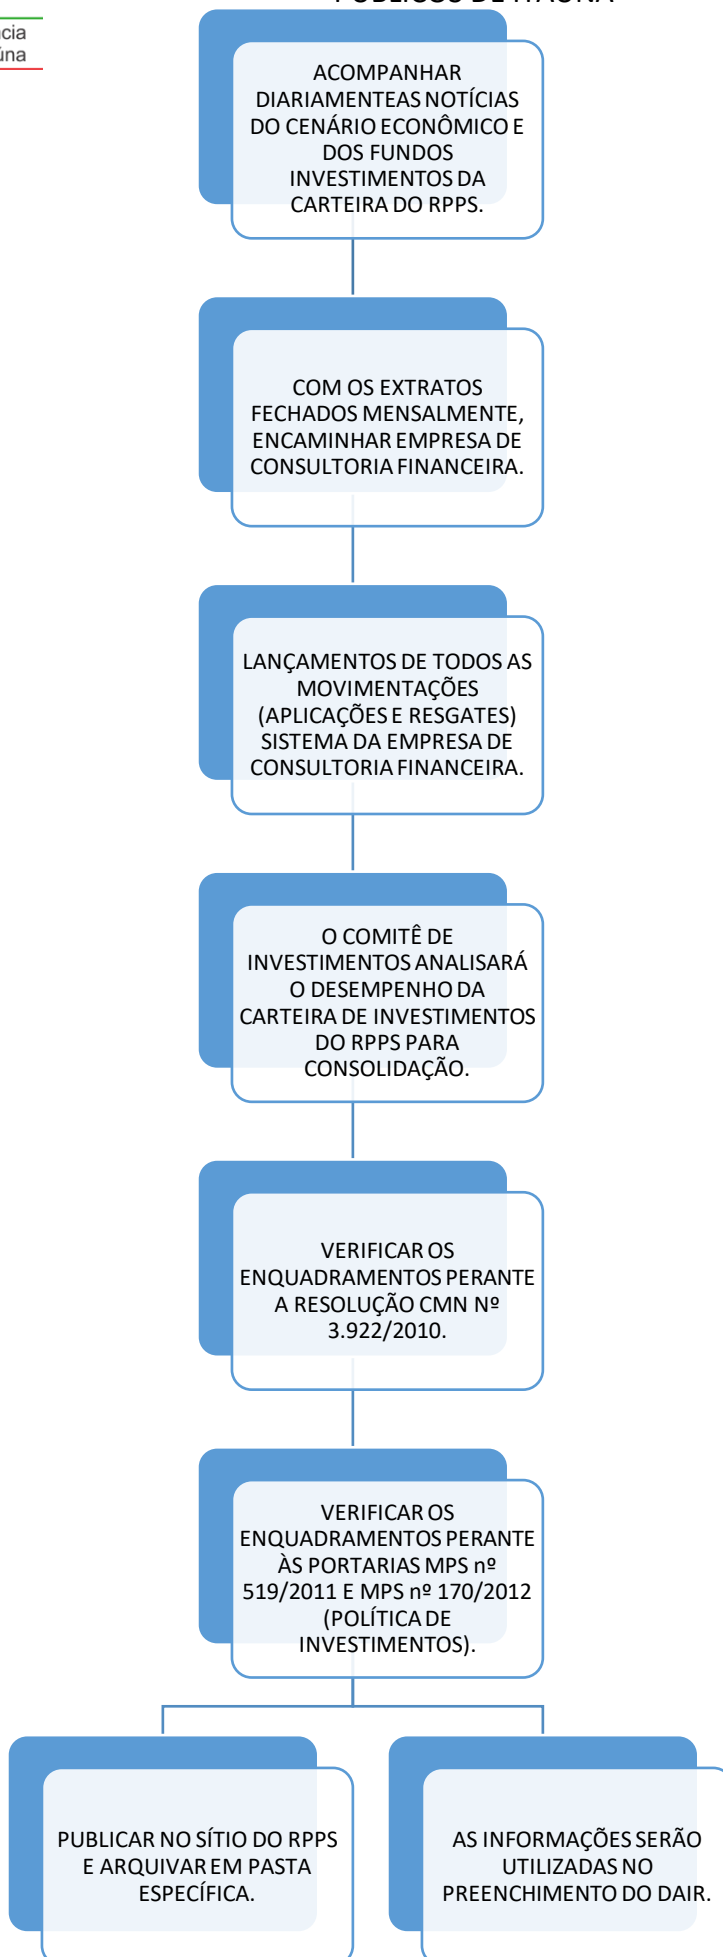 PÚBLICOS DE ITAÚNA
ACOMPANHAR
DIARIAMENTEAS NOTÍCIAS
DO CENÁRIO ECONÔMICO E
DOS FUNDOS
INVESTIMENTOS DA
CARTEIRA DO RPPS.
COM OS EXTRATOS
FECHADOS MENSALMENTE,
ENCAMINHAR EMPRESA DE
CONSULTORIA FINANCEIRA.
LANÇAMENTOS DE TODOS AS
MOVIMENTAÇÕES
(APLICAÇÕES E RESGATES)
SISTEMA DA EMPRESA DE
CONSULTORIA FINANCEIRA.
O COMITÊ DE
INVESTIMENTOS ANALISARÁ
O DESEMPENHO DA
CARTEIRA DE INVESTIMENTOS
DO RPPS PARA
CONSOLIDAÇÃO.
VERIFICAR OS
ENQUADRAMENTOS PERANTE
A RESOLUÇÃO CMN Nº
3.922/2010.
VERIFICAR OS
ENQUADRAMENTOS PERANTE
ÀS PORTARIAS MPS nº
519/2011 E MPS nº 170/2012
(POLÍTICA DE
INVESTIMENTOS).
PUBLICAR NO SÍTIO DO RPPS
E ARQUIVAR EM PASTA
ESPECÍFICA.
AS INFORMAÇÕES SERÃO
UTILIZADAS NO
PREENCHIMENTO DO DAIR.